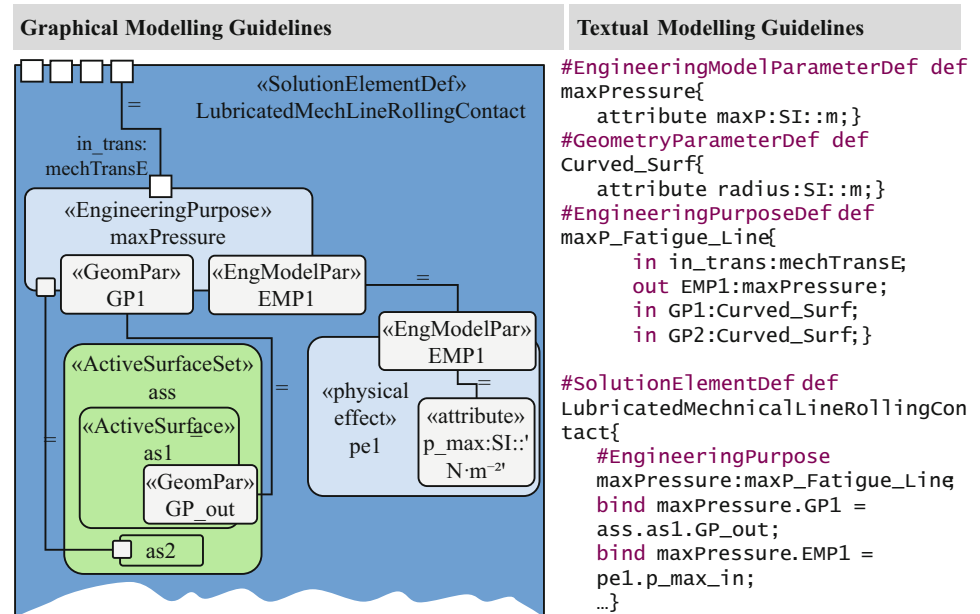 Graphical Modelling Guidelines
Textual Modelling Guidelines
«SolutionElementDef»
LubricatedMechLineRollingContact
=
in_trans:
mechTransE
«EngineeringPurpose»
maxPressure
«GeomPar»
GP1
«EngModelPar»
EMP1
=
«EngModelPar»
EMP1
=
«physical
effect»
pe1
«attribute»
p_max:SI::'
N·m⁻²'
«ActiveSurfaceSet»
ass
«ActiveSurface»
as1
«GeomPar»
GP_out
=
=
as2
#EngineeringModelParameterDef def
maxPressure{
attribute maxP:SI::m;}
#GeometryParameterDef def
Curved_Surf{
attribute radius:SI::m;}
#EngineeringPurposeDef def
maxP_Fatigue_Line{
in in_trans:mechTransE;
out EMP1:maxPressure;
in GP1:Curved_Surf;
in GP2:Curved_Surf;}
#SolutionElementDef def
LubricatedMechnicalLineRollingCon
tact{
#EngineeringPurpose
maxPressure:maxP_Fatigue_Line;
bind maxPressure.GP1 =
ass.as1.GP_out;
bind maxPressure.EMP1 =
pe1.p_max_in;
…}